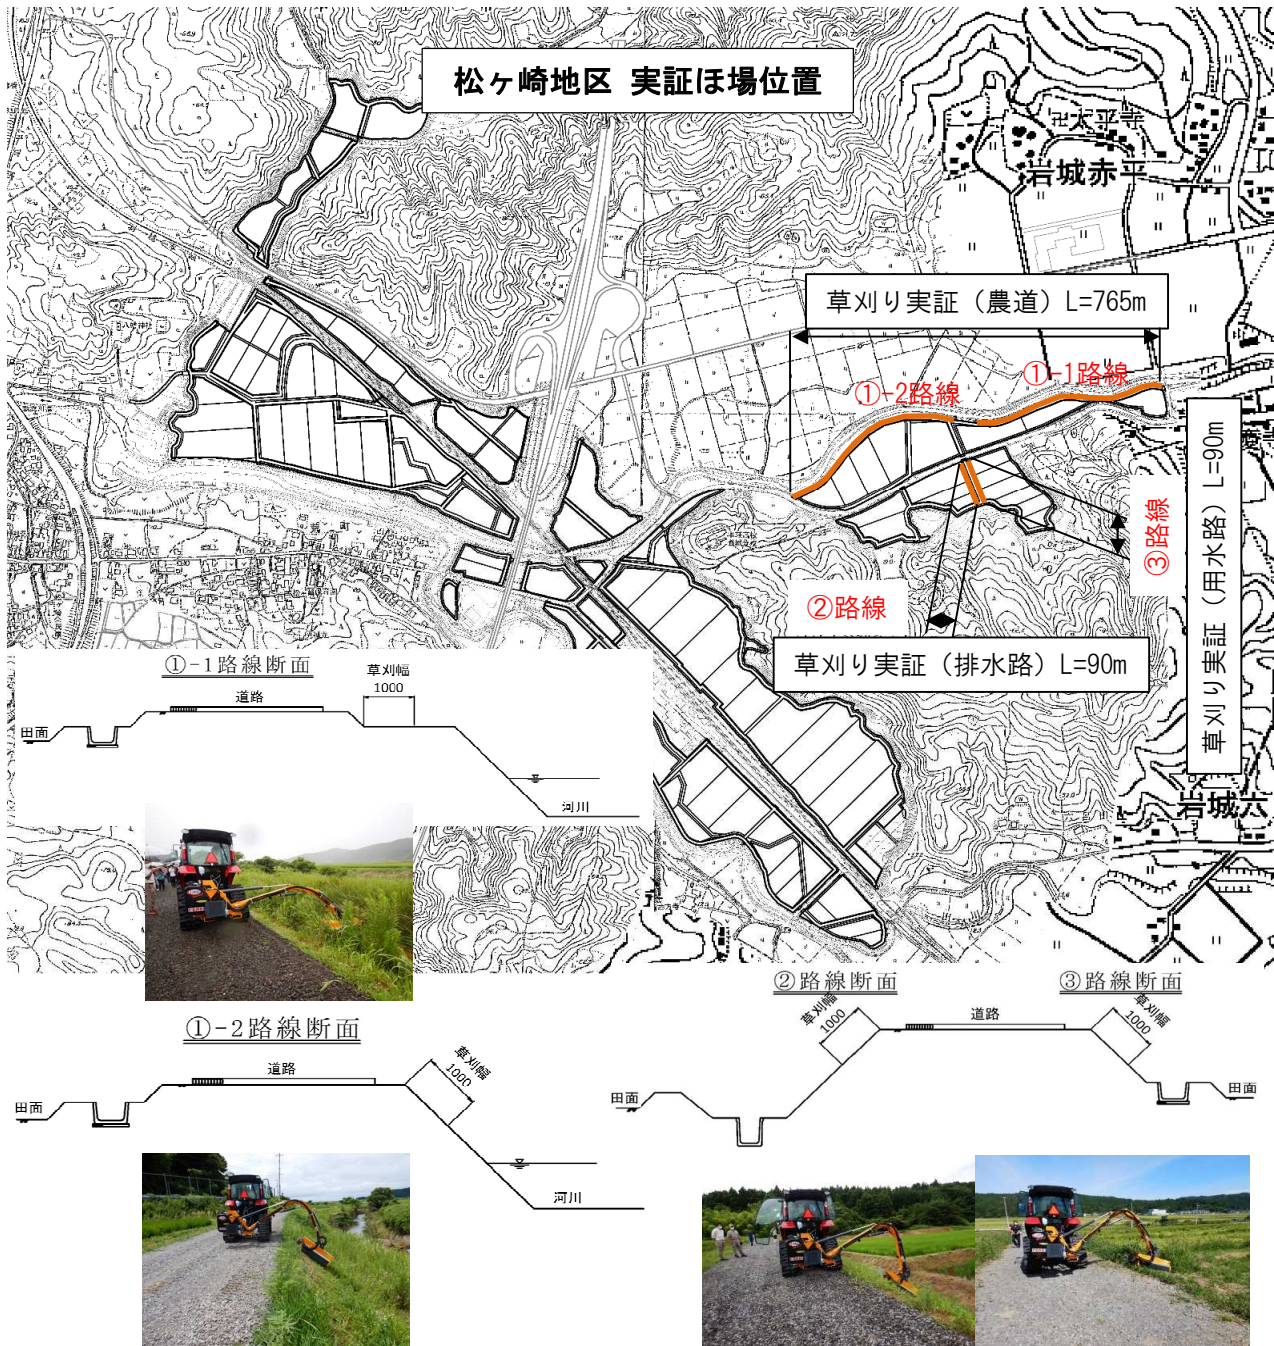 松ヶ崎地区 実証ほ場位置
太平寺
岩城赤平
草刈り実証（農道）L=765m
①-1路線
①-2路線
③路線
草刈り実証（用水路）L=90m
②路線
草刈り実証（排水路）L=90m
岩城六
①-1路線断面
草刈幅
1000
道路
田面
河川
①-2路線断面
草刈幅
1000
道路
田面
河川
②路線断面
③路線断面
草刈幅
1000
道路
草刈幅
1000
田面
田面